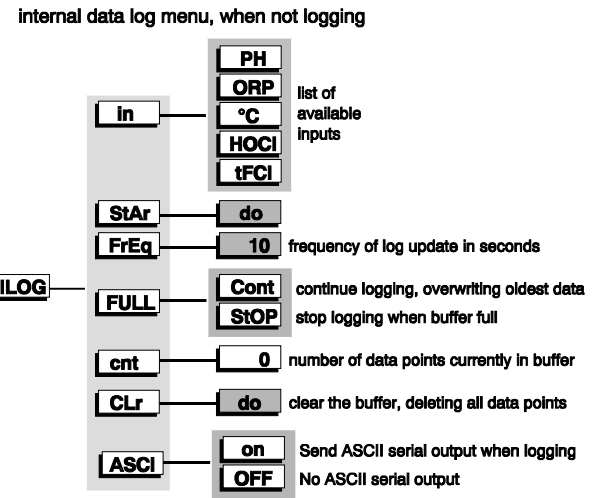 internal data log menu, when not logging
PH
ORP
°C
HOCl
tFCl
list of
available
inputs
in
StAr
do
FrEq
10
frequency of log update in seconds
ILOG
FULL
Cont
continue logging, overwriting oldest data
StOP
stop logging when buffer full
cnt
0
number of data points currently in buffer
CLr
do
clear the buffer, deleting all data points
ASCI
on
Send ASCII serial output when logging
OFF
No ASCII serial output